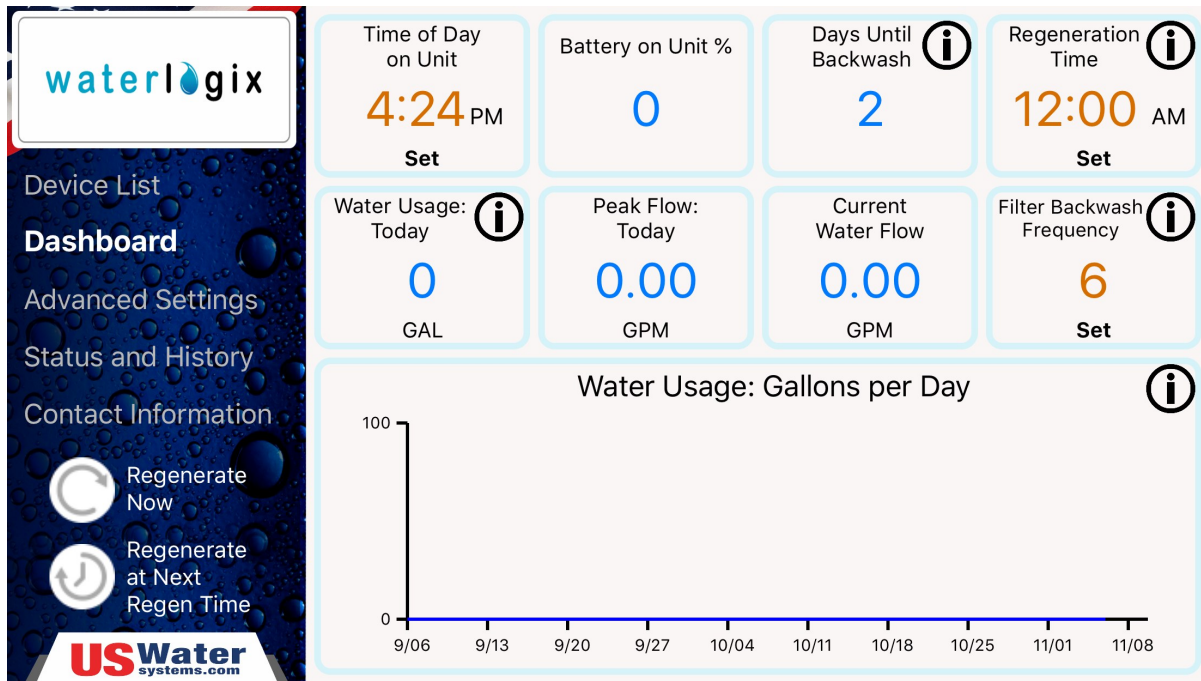 waterlogix
Device List
Dashboard
Advanced Settings
Status and History
Contact Information
Regenerate
Now
Regenerate
at Next
Regen Time
US Water
systems.com
Time of Day
on Unit
4:24 PM
Set
Battery on Unit %
0
Days Until
Backwash
2
Regeneration
Time
12:00 AM
Set
Water Usage:
Today
0
GAL
Peak Flow:
Today
0.00
GPM
Current
Water Flow
0.00
GPM
Filter Backwash
Frequency
6
Set
Water Usage: Gallons per Day
100
0
9/06 9/13 9/20 9/27 10/04 10/11 10/18 10/25 11/01 11/08